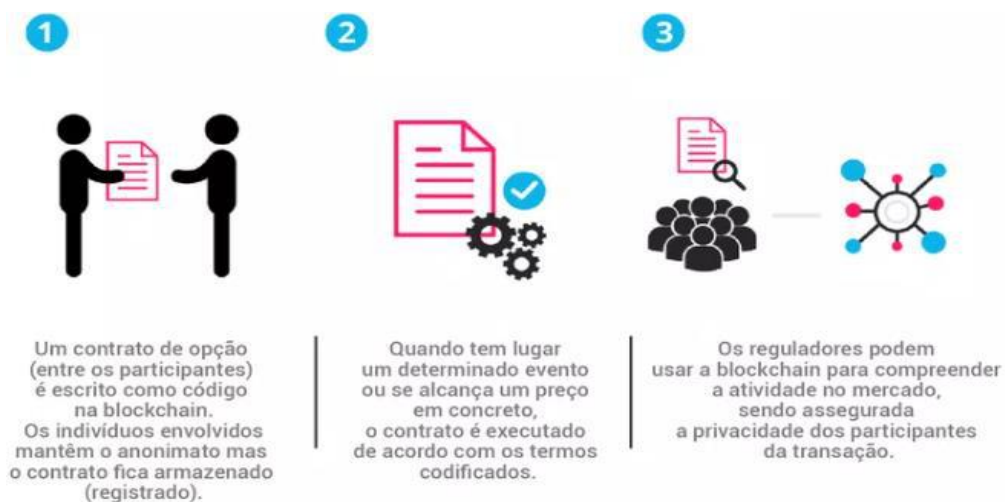 1
Um contrato de opção
(entre os participantes)
é escrito como código
na blockchain.
Os indivíduos envolvidos
mantêm o anonimato mas
o contrato fica armazenado
(registrado).
2
Quando tem lugar
um determinado evento
ou se alcança um preço
em concreto,
o contrato é executado
de acordo com os termos
codificados.
3
Os reguladores podem
usar a blockchain para compreender
a atividade no mercado,
sendo assegurada
a privacidade dos participantes
da transação.